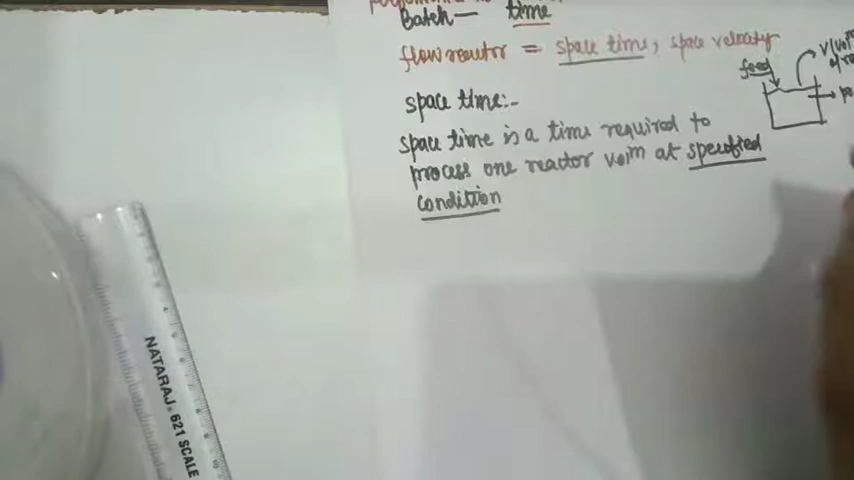 Batch— time
flow reactor = space time, space velocity
feed
space time:-
space time is a time required to
process one reactor volm at specified
condition
NATARAJ 621 SCALE